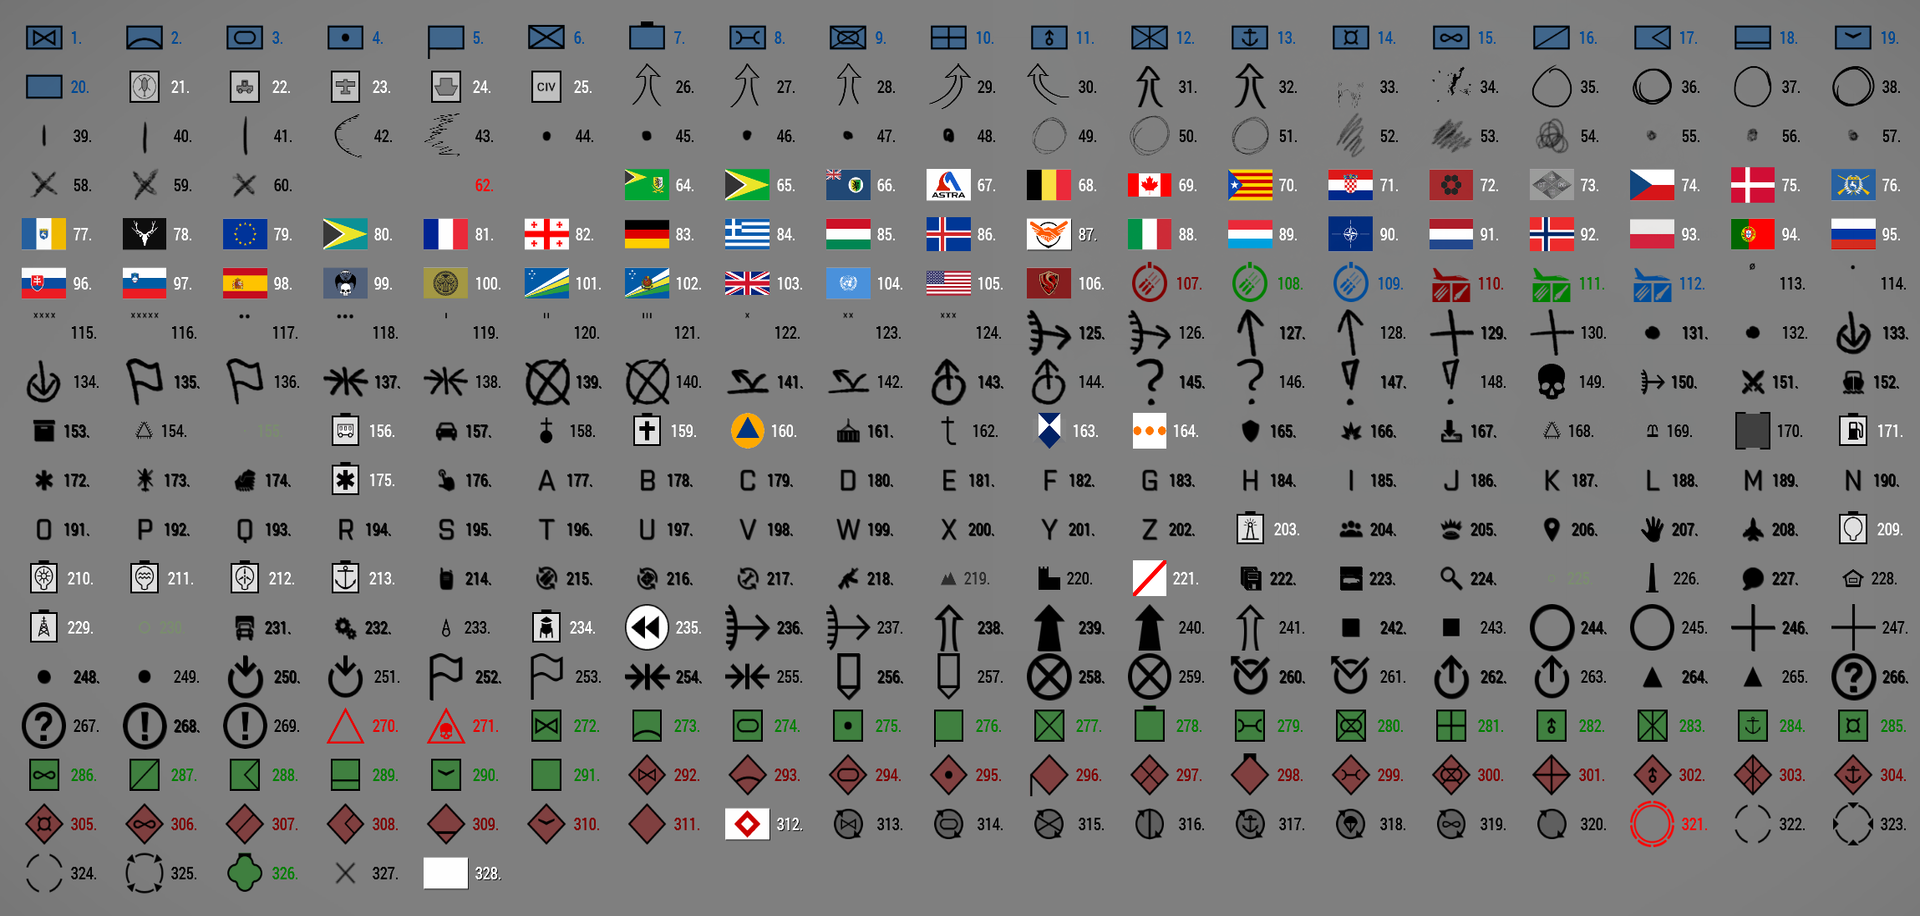 1. 2. 3. 4. 5. 6. 7. 8. 9. 10. 11. 12. 13. 14. 15. 16. 17. 18. 19.
20. 21. 22. 23. 24. CIV 25. 26. 27. 28. 29. 30. 31. 32. 33. 34. 35. 36. 37. 38.
39. 40. 41. 42. 43. 44. 45. 46. 47. 48. 49. 50. 51. 52. 53. 54. 55. 56. 57.
58. 59. 60. 62. 64. 65. 66. ASTRA 67. 68. 69. 70. 71. 72. 73. 74. 75. 76.
77. 78. 79. 80. 81. 82. 83. 84. 85. 86. 87. 88. 89. 90. 91. 92. 93. 94. 95.
96. 97. 98. 99. 100. 101. 102. 103. 104. 105. 106. 107. 108. 109. 110. 111. 112. ø 113. 114.
xxxx 115. xxxxx 116. 117. 118. I 119. II 120. III 121. x 122. xx 123. xxx 124. 125. 126. 127. 128. 129. 130. 131. 132. 133.
134. 135. 136. 137. 138. 139. 140. 141. 142. 143. 144. ? 145. ? 146. ! 147. ! 148. 149. 150. 151. 152.
153. 154. 155. 156. 157. 158. 159. 160. 161. t 162. 163. 164. 165. 166. 167. 168. 169. 170. 171.
172. 173. 174. 175. 176. A 177. B 178. C 179. D 180. E 181. F 182. G 183. H 184. I 185. J 186. K 187. L 188. M 189. N 190.
O 191. P 192. Q 193. R 194. S 195. T 196. U 197. V 198. W 199. X 200. Y 201. Z 202. 203. 204. 205. 206. 207. 208. 209.
210. 211. 212. 213. 214. 215. 216. 217. 218. 219. 220. 221. 222. 223. 224. 225. 226. 227. 228.
229. 230. 231. 232. 233. 234. 235. 236. 237. 238. 239. 240. 241. 242. 243. 244. 245. 246. 247.
248. 249. 250. 251. 252. 253. 254. 255. 256. 257. 258. 259. 260. 261. 262. 263. 264. 265. ? 266.
? 267. ! 268. ! 269. 270. 271. 272. 273. 274. 275. 276. 277. 278. 279. 280. 281. 282. 283. 284. 285.
286. 287. 288. 289. 290. 291. 292. 293. 294. 295. 296. 297. 298. 299. 300. 301. 302. 303. 304.
305. 306. 307. 308. 309. 310. 311. 312. 313. 314. 315. 316. 317. 318. 319. 320. 321. 322. 323.
324. 325. 326. 327. 328.